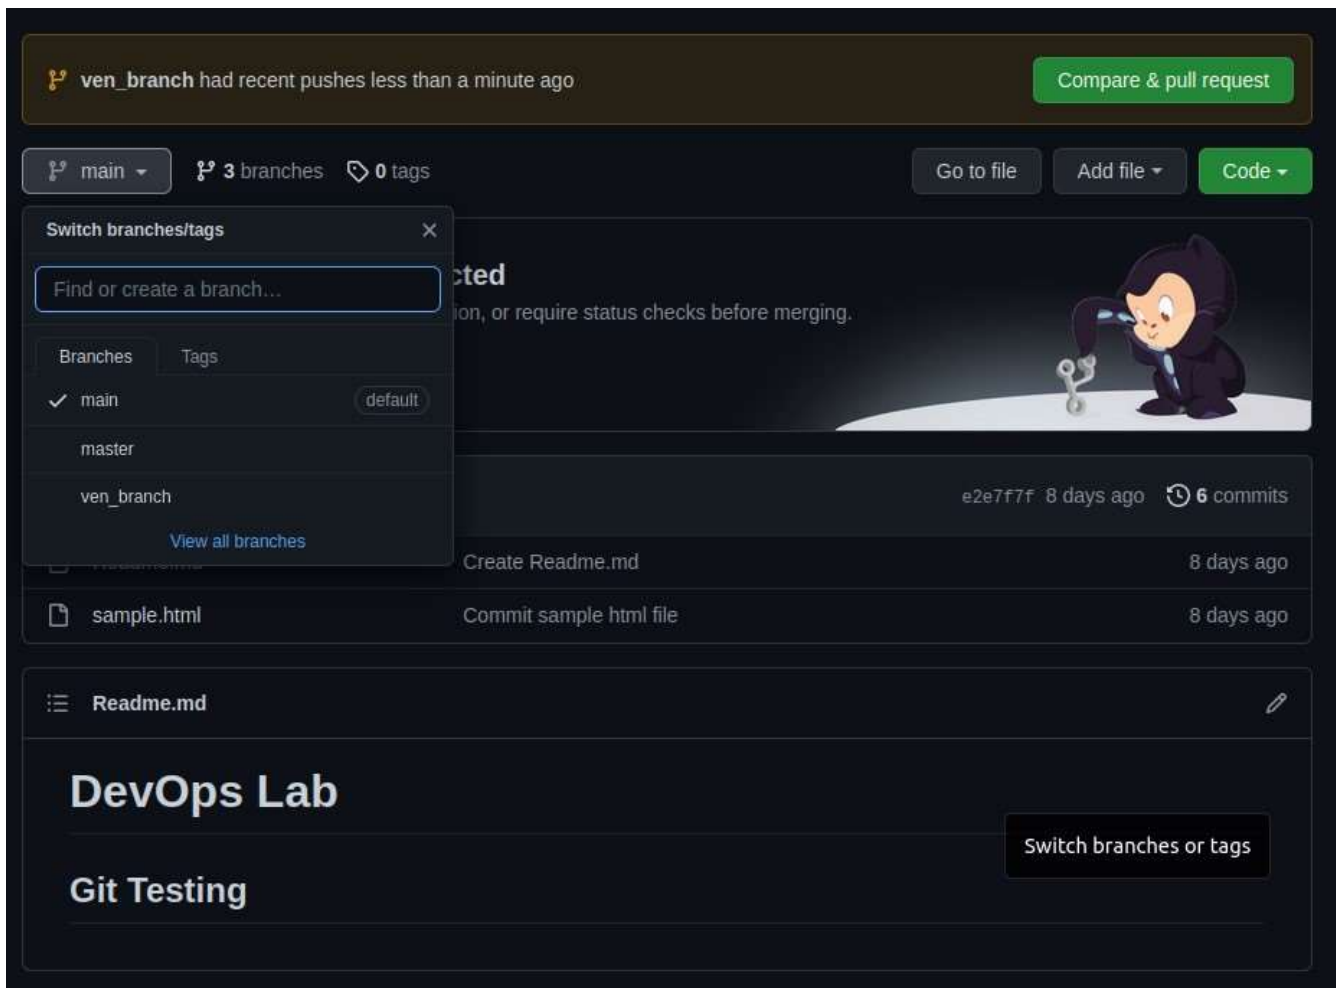 ven_branch had recent pushes less than a minute ago
Compare & pull request
main
3 branches
0 tags
Go to file
Add file
Code
Switch branches/tags
cted
Find or create a branch...
ion, or require status checks before merging.
Branches
Tags
main
default
master
ven_branch
e2e7f7f 8 days ago
6 commits
View all branches
Create Readme.md
8 days ago
sample.html
Commit sample html file
8 days ago
Readme.md
DevOps Lab
Switch branches or tags
Git Testing